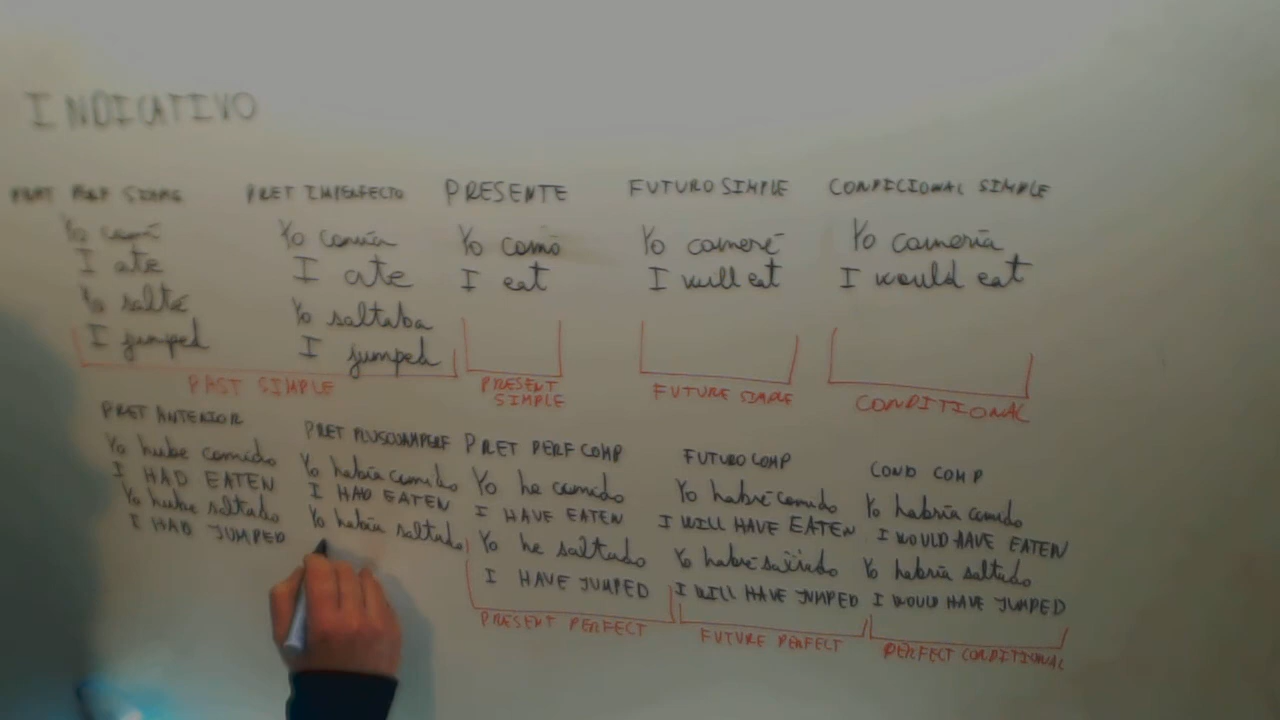 INDICATIVO
PRET PERF SIMP
Yo comí
I ate
Yo salté
I jumped
PRET IMPERFECTO
Yo comía
I ate
Yo saltaba
I jumped
PAST SIMPLE
PRESENTE
Yo como
I eat
PRESENT
SIMPLE
FUTURO SIMPLE
Yo comeré
I will eat
FUTURE SIMPLE
CONDICIONAL SIMPLE
Yo comería
I would eat
CONDITIONAL
PRET ANTERIOR
Yo hube comido
I HAD EATEN
Yo hube saltado
I HAD JUMPED
PRET PLUSCUAMPERF
Yo había comido
I HAD EATEN
Yo había saltado
PRET PERF COMP
Yo he comido
I HAVE EATEN
Yo he saltado
I HAVE JUMPED
PRESENT PERFECT
FUTURO COMP
Yo habré comido
I WILL HAVE EATEN
Yo habré saltado
I WILL HAVE JUMPED
FUTURE PERFECT
COND COMP
Yo habría comido
I WOULD HAVE EATEN
Yo habría saltado
I WOULD HAVE JUMPED
PERFECT CONDITIONAL